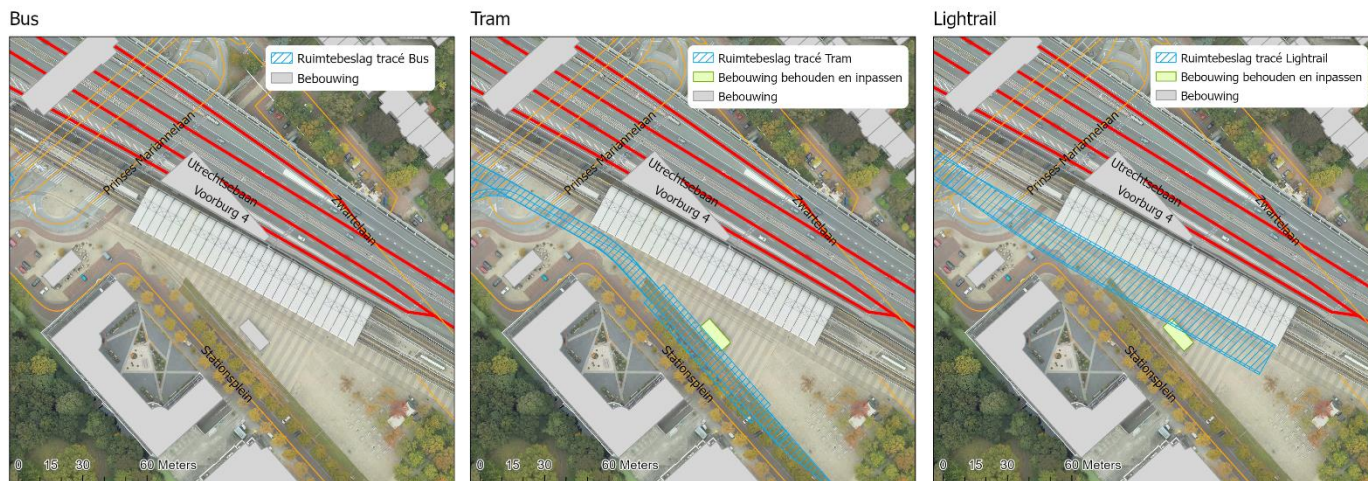 Bus
Ruimtebeslag tracé Bus
Bebouwing
Prinses Mariannelaan
Utrechtsebaan
Voorburg 4
Zwartelaan
Stationsplein
0 15 30 60 Meters
Tram
Ruimtebeslag tracé Tram
Bebouwing behouden en inpassen
Bebouwing
Prinses Mariannelaan
Utrechtsebaan
Voorburg 4
Zwartelaan
Stationsplein
0 15 30 60 Meters
Lightrail
Ruimtebeslag tracé Lightrail
Bebouwing behouden en inpassen
Bebouwing
Prinses Mariannelaan
Utrechtsebaan
Voorburg 4
Zwartelaan
Stationsplein
0 15 30 60 Meters